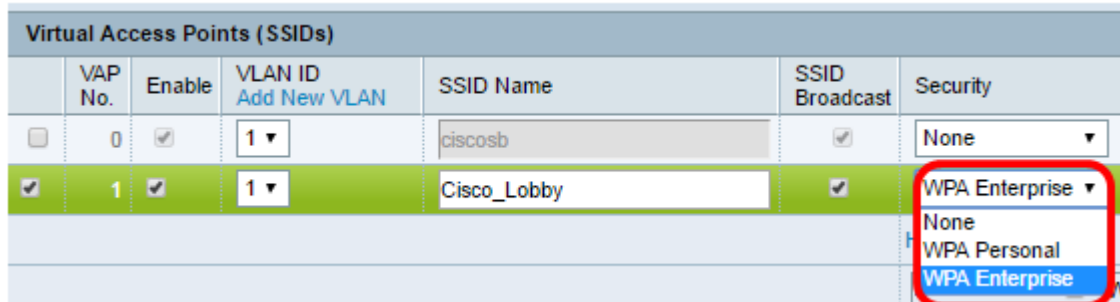 Virtual Access Points (SSIDs)
VAP No. Enable VLAN ID Add New VLAN SSID Name SSID Broadcast Security
0 1 ciscosb None
1 1 Cisco_Lobby WPA Enterprise
None
WPA Personal
WPA Enterprise